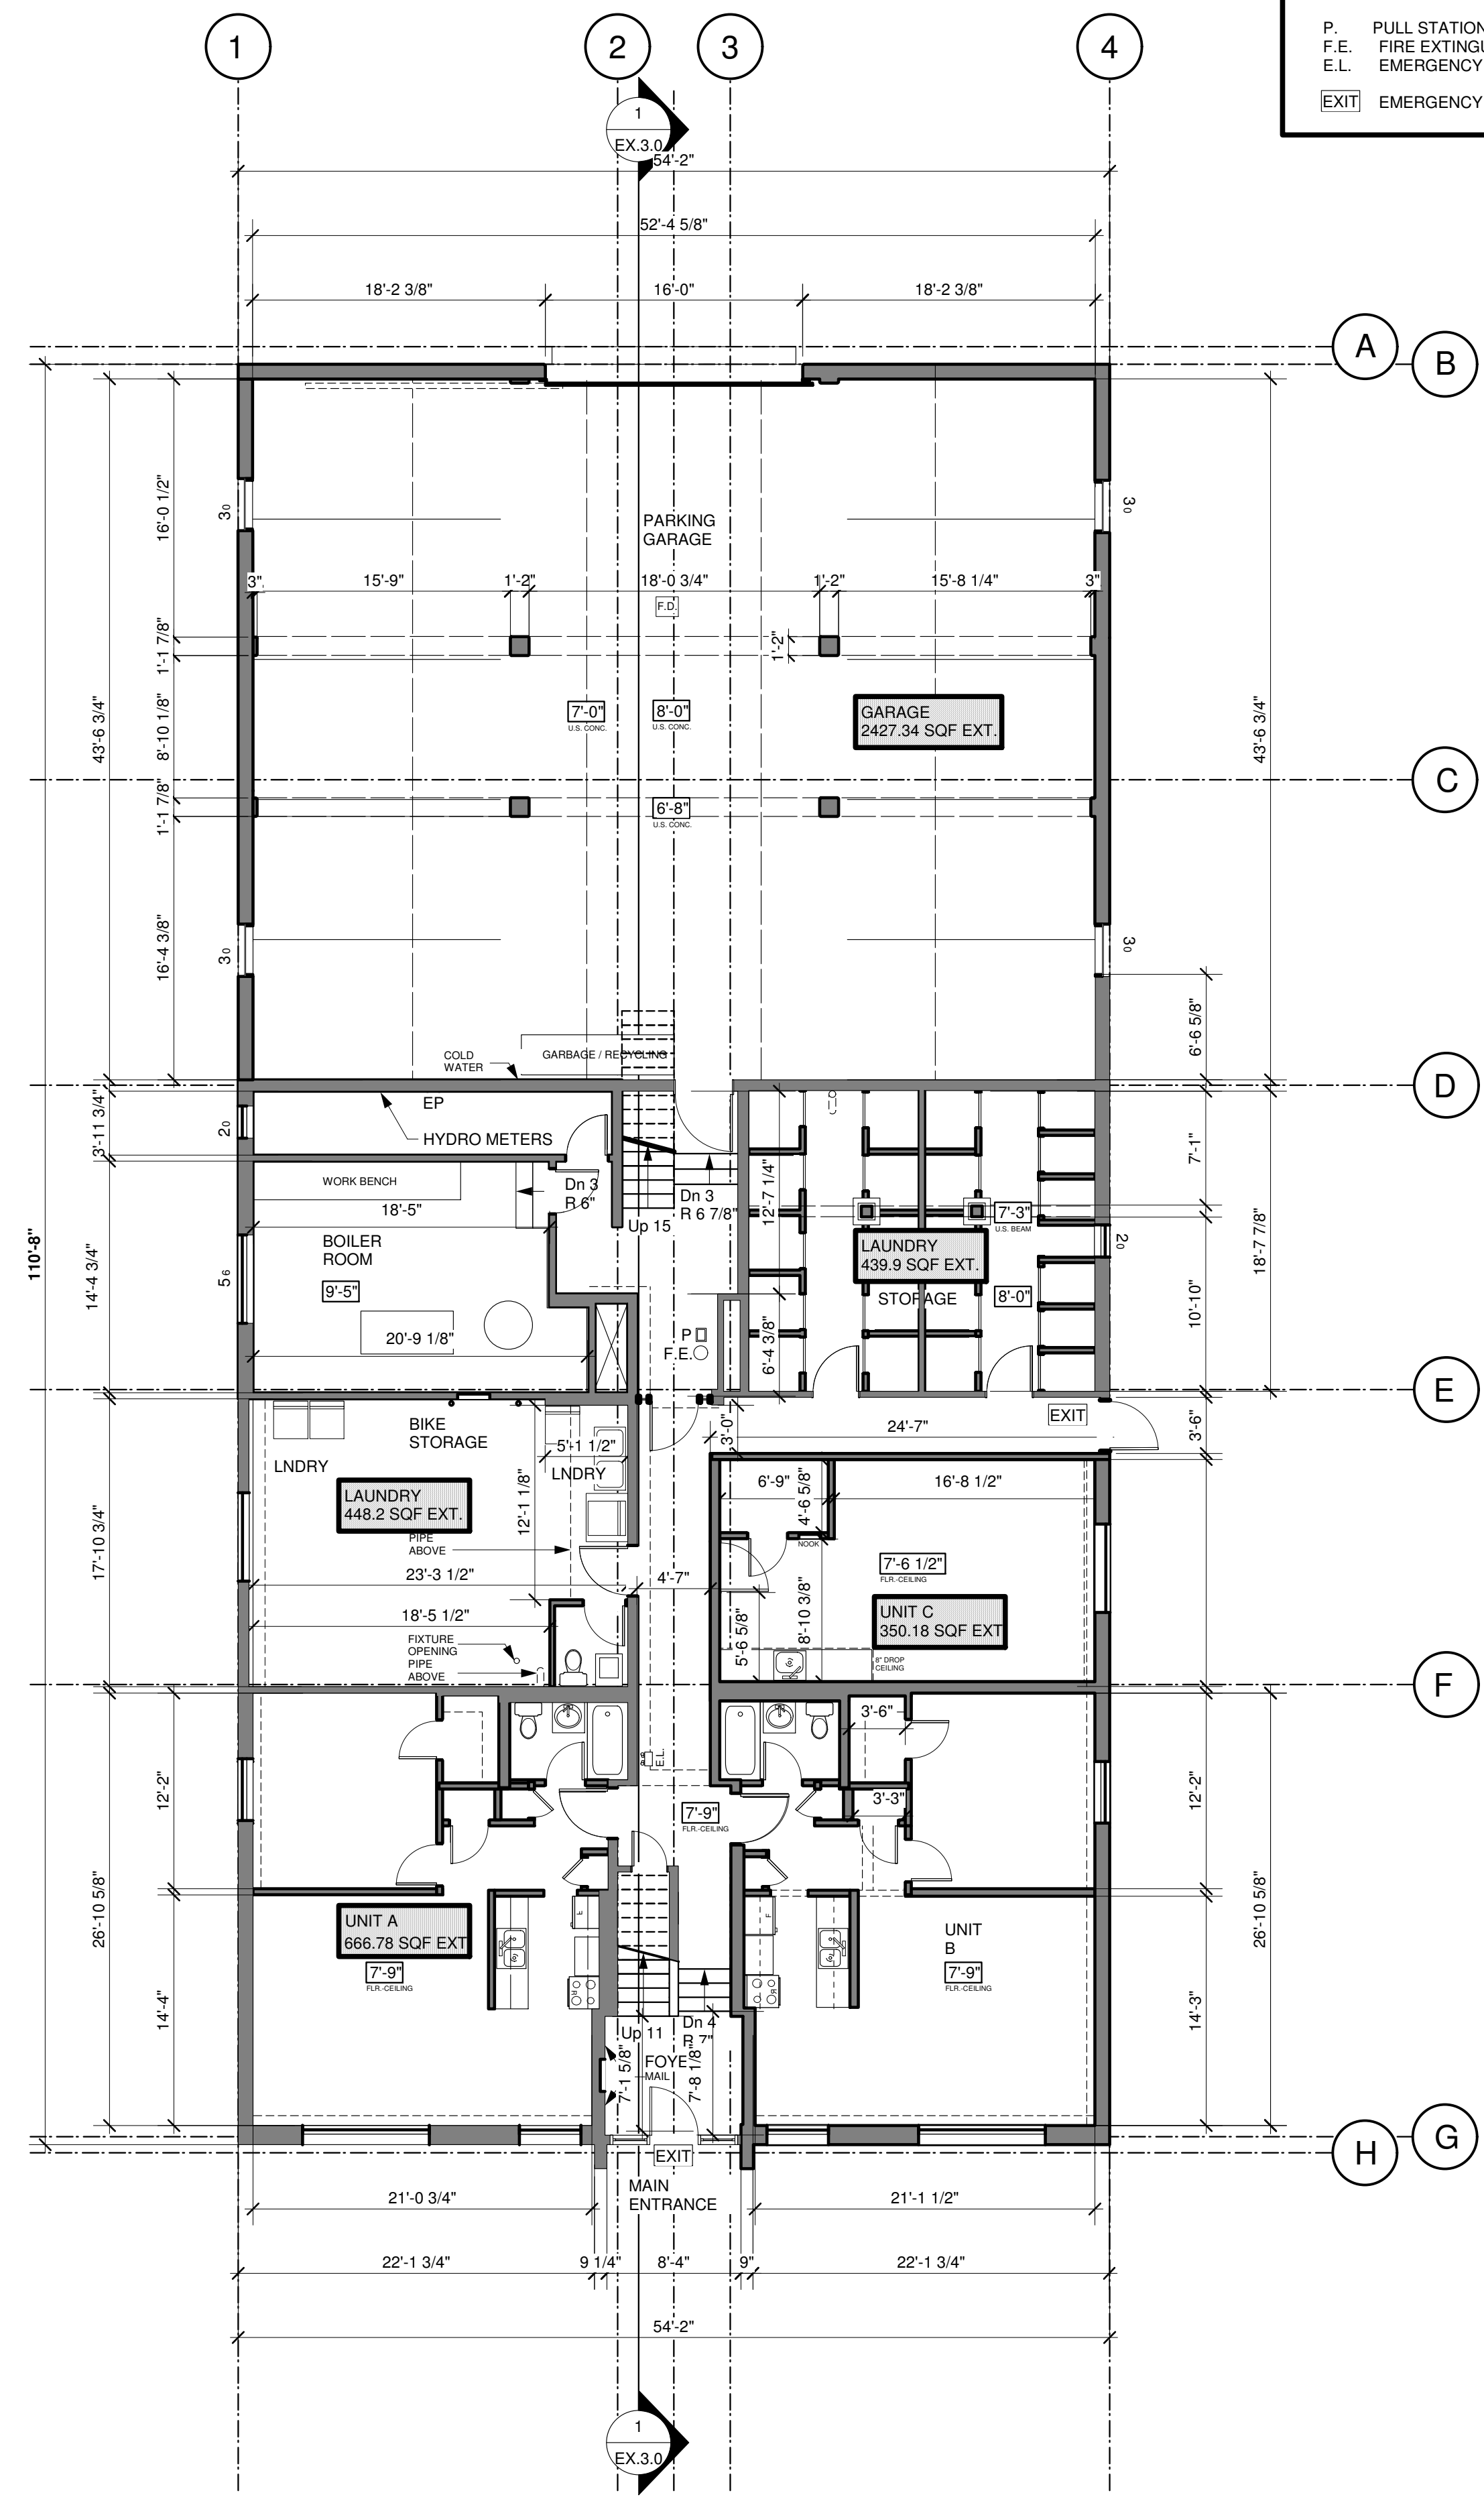 P. PULL STATION
F.E. FIRE EXTINGU
E.L. EMERGENCY
EXIT EMERGENCY
1 2 3 4
1
EX.3.0
54'-2"
52'-4 5/8"
18'-2 3/8" 16'-0" 18'-2 3/8"
A
B
16'-0 1/2"
30
PARKING
GARAGE
30
3" 15'-9" 1'-2" 18'-0 3/4" 1'-2" 15'-8 1/4" 3"
F.D.
1'-1 7/8"
1'-2"
43'-6 3/4"
8'-10 1/8"
7'-0"
U.S. CONC.
8'-0"
U.S. CONC.
GARAGE
2427.34 SQF EXT.
43'-6 3/4"
C
1'-1 7/8"
6'-8"
U.S. CONC.
16'-4 3/8"
30
30
6'-6 5/8"
COLD
WATER
GARBAGE / RECYCLING
D
3'-11 3/4"
20
EP
HYDRO METERS
7'-1"
WORK BENCH
18'-5"
Dn 3
R 6"
Dn 3
R 6 7/8"
Up 15
12'-7 1/4"
7'-3"
U.S. BEAM
110'-8"
14'-4 3/4"
56
BOILER
ROOM
9'-5"
LAUNDRY
439.9 SQF EXT.
STORAGE
8'-0"
20
18'-7 7/8"
10'-10"
20'-9 1/8"
P
F.E.
6'-4 3/8"
E
BIKE
STORAGE
LNDRY
5'-1 1/2"
LNDRY
3'-0"
24'-7"
EXIT
3'-6"
LAUNDRY
448.2 SQF EXT.
12'-1 1/8"
6'-9"
4'-6 5/8"
16'-8 1/2"
NOOK
17'-10 3/4"
PIPE
ABOVE
23'-3 1/2"
4'-7"
7'-6 1/2"
FLR.-CEILING
18'-5 1/2"
5'-6 5/8"
8'-10 3/8"
UNIT C
350.18 SQF EXT
FIXTURE
OPENING
PIPE
ABOVE
8" DROP
CEILING
F
3'-6"
E.L.
12'-2"
7'-9"
FLR.-CEILING
3'-3"
12'-2"
26'-10 5/8"
UNIT A
666.78 SQF EXT
7'-9"
FLR.-CEILING
F
R
F
R
UNIT
B
7'-9"
FLR.-CEILING
26'-10 5/8"
14'-4"
14'-3"
Up 11
Dn 4
R 7"
7'-1 5/8"
FOYE
MAIL
7'-8 1/8"
EXIT
G
H
MAIN
ENTRANCE
21'-0 3/4" 21'-1 1/2"
22'-1 3/4" 9 1/4" 8'-4" 9" 22'-1 3/4"
54'-2"
1
EX.3.0